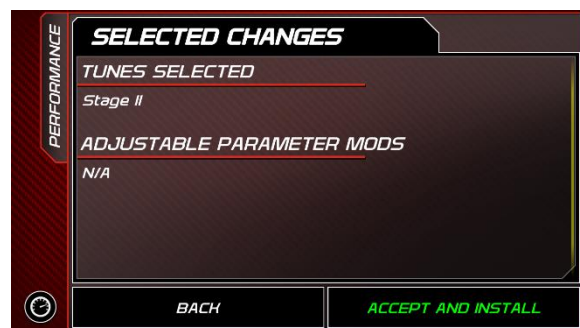 PERFORMANCE
SELECTED CHANGES
TUNES SELECTED
Stage II
ADJUSTABLE PARAMETER MODS
N/A
BACK
ACCEPT AND INSTALL